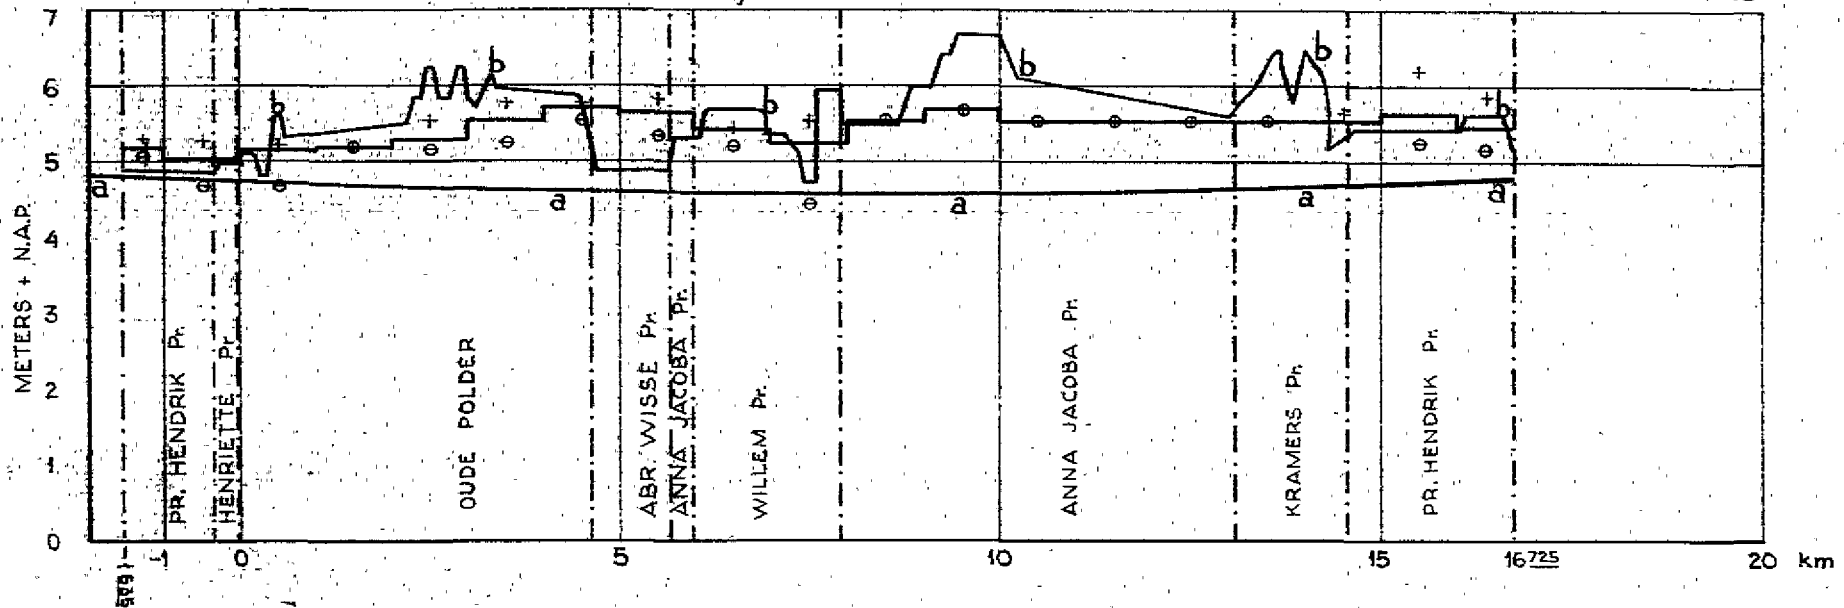 7
6
5
4
3
2
1
0
METERS + N.A.P.
b
b
b
b
b
b
a
a
a
a
a
PR. HENDRIK Pr.
HENRIETTE Pr.
OUDE POLDER
ABR. WISSE Pr.
ANNA JACOBA Pr.
WILLEM Pr.
ANNA JACOBA Pr.
KRAMERS Pr.
PR. HENDRIK Pr.
-1
0
5
10
15
16725
20 km